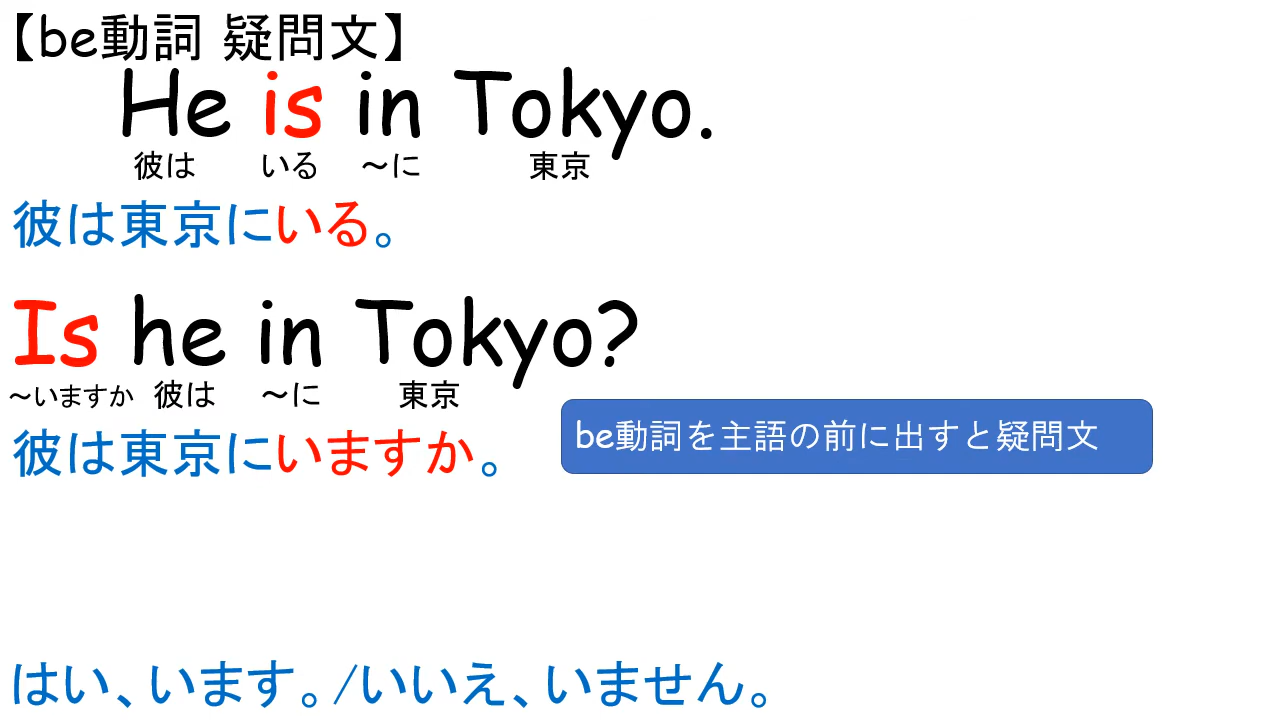 【be動詞 疑問文】
He is in Tokyo.
彼は いる ～に 東京
彼は東京にいる。
Is he in Tokyo?
～いますか 彼は ～に 東京
彼は東京にいますか。
be動詞を主語の前に出すと疑問文
はい、います。/いいえ、いません。